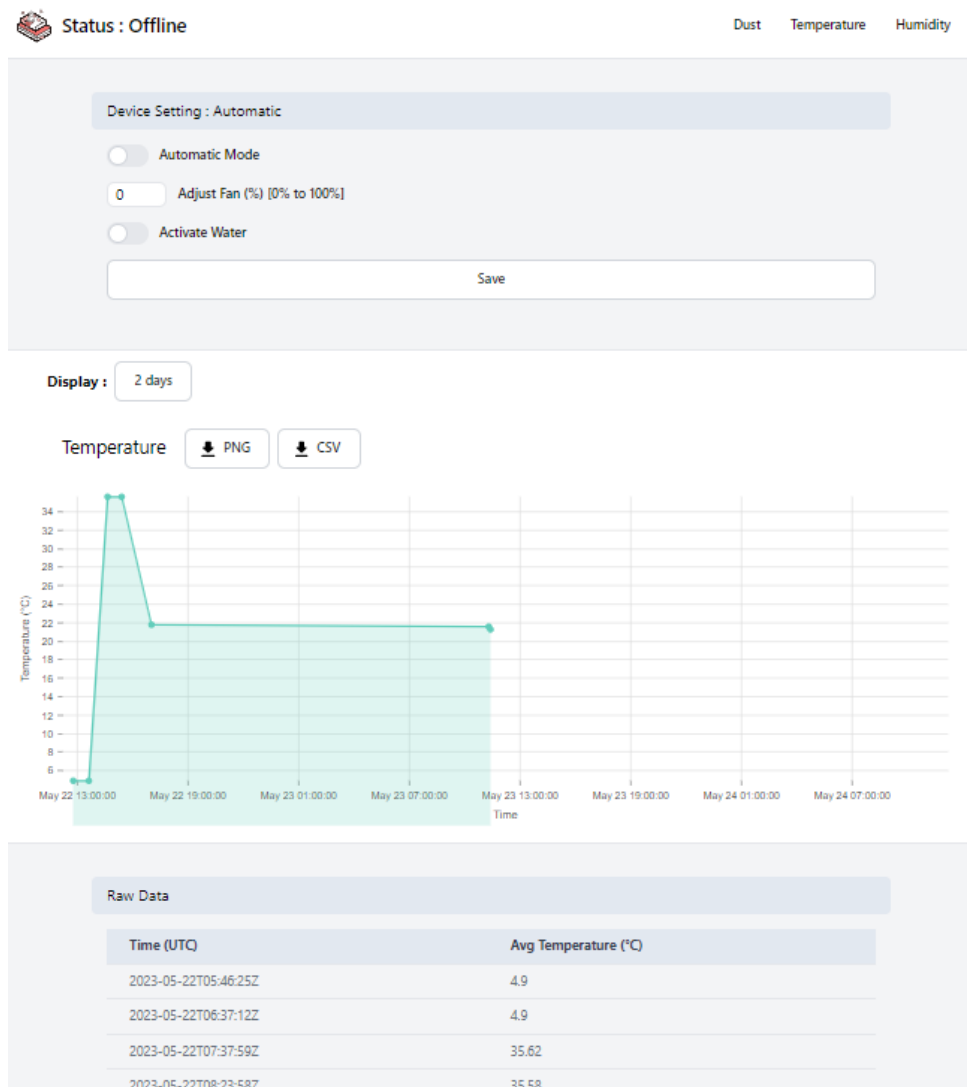 Status : Offline Dust Temperature Humidity
Device Setting : Automatic
Automatic Mode
0 Adjust Fan (%) [0% to 100%]
Activate Water
Save
Display : 2 days
Temperature PNG CSV
34
32
30
28
26
24
22
20
18
16
14
12
10
8
6
Temperature (°C)
May 22 13:00:00 May 22 19:00:00 May 23 01:00:00 May 23 07:00:00 May 23 13:00:00 May 23 19:00:00 May 24 01:00:00 May 24 07:00:00
Time
Raw Data
Time (UTC) Avg Temperature (°C)
2023-05-22T05:46:25Z 4.9
2023-05-22T06:37:12Z 4.9
2023-05-22T07:37:59Z 35.62
2023-05-22T08:23:58Z 35.58